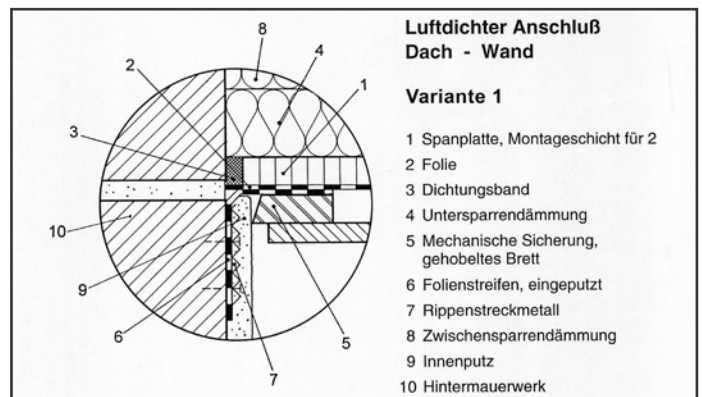 Luftdichter Anschluß
Dach - Wand
Variante 1
1 Spanplatte, Montageschicht für 2
2 Folie
3 Dichtungsband
4 Untersparrendämmung
5 Mechanische Sicherung,
gehobeltes Brett
6 Folienstreifen, eingeputzt
7 Rippenstreckmetall
8 Zwischensparrendämmung
9 Innenputz
10 Hintermauerwerk
8
4
2
1
3
10
9
6
7
5